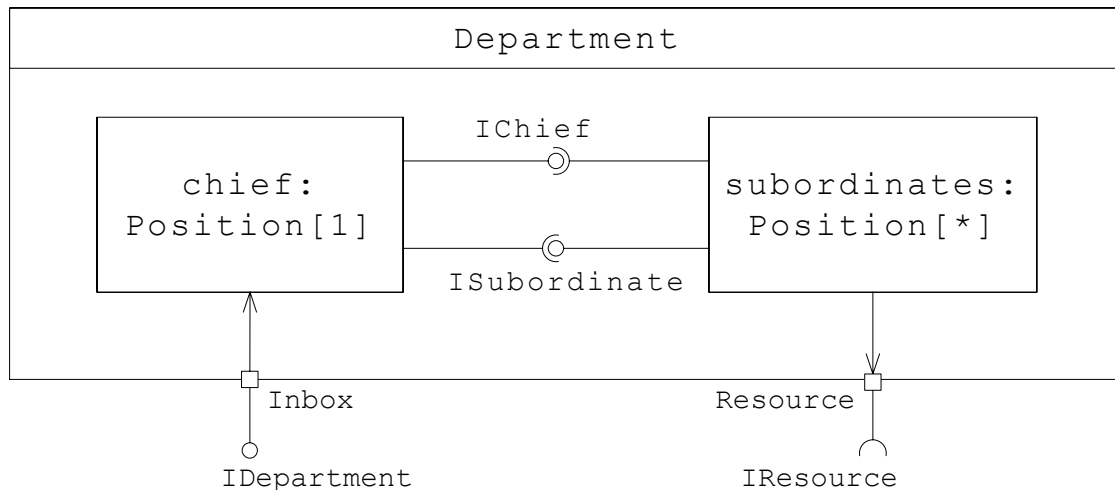 Department
IChief
chief:
Position[1]
subordinates:
Position[*]
ISubordinate
Inbox
Resource
IDepartment
IResource